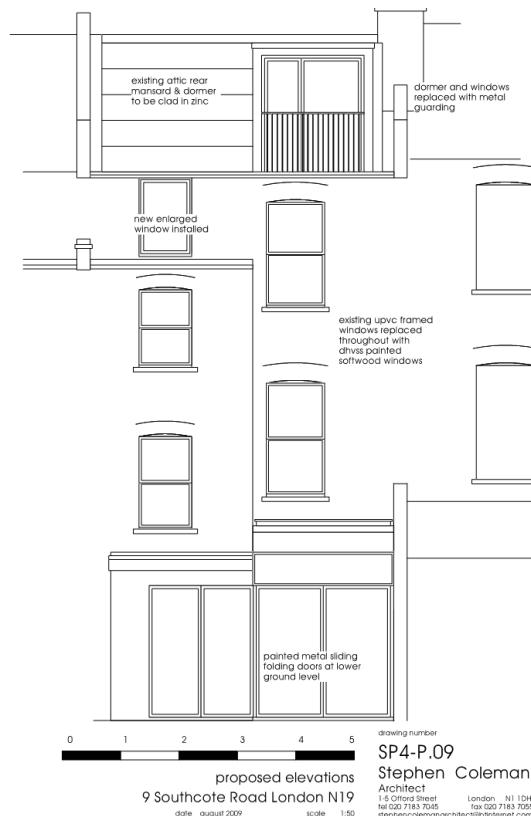 existing attic rear
mansard & dormer
to be clad in zinc
dormer and windows
replaced with metal
guarding
new enlarged
window installed
existing upvc framed
windows replaced
throughout with
dhvss painted
softwood windows
painted metal sliding
folding doors at lower
ground level
0 1 2 3 4 5
proposed elevations
9 Southcote Road London N19
date august 2009 scale 1:50
drawing number
SP4-P.09
Stephen Coleman
Architect
1-5 Offord Street London N1 1DH
tel 020 7183 7045 fax 020 7183 7055
stephencolemanarchitect@btinternet.com